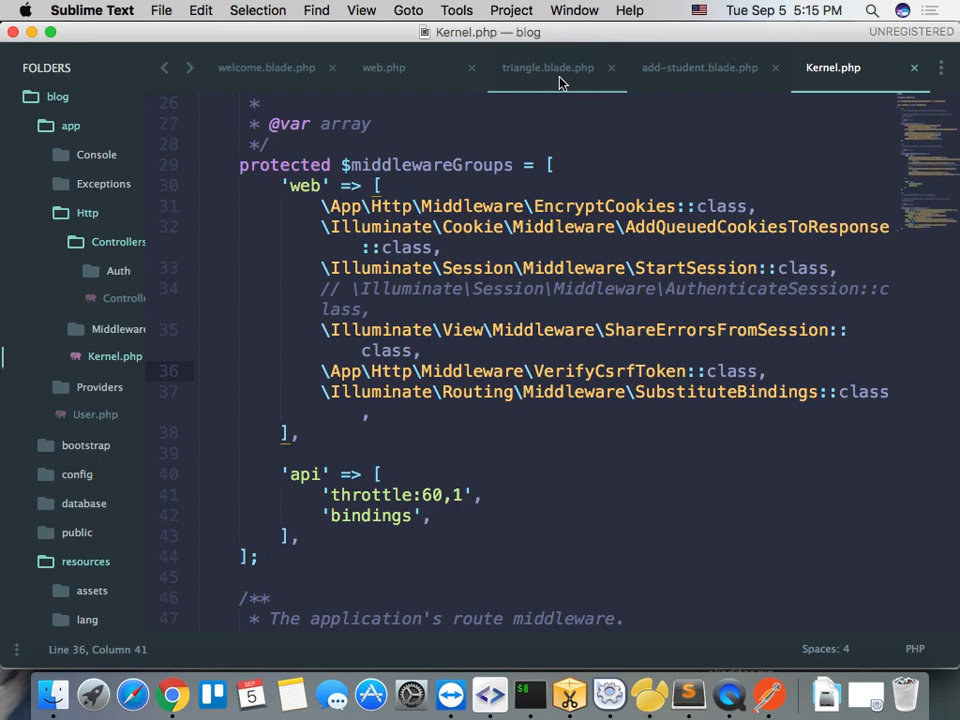 Sublime Text File Edit Selection Find View Goto Tools Project Window Help Tue Sep 5 5:15 PM
Kernel.php — blog UNREGISTERED
FOLDERS
welcome.blade.php
web.php
triangle.blade.php
add-student.blade.php
Kernel.php
blog
app
Console
Exceptions
Http
Controllers
Auth
Controlle
Middleware
Kernel.php
Providers
User.php
bootstrap
config
database
public
resources
assets
lang
26 *
27 * @var array
28 */
29 protected $middlewareGroups = [
30 'web' => [
31 \App\Http\Middleware\EncryptCookies::class,
32 \Illuminate\Cookie\Middleware\AddQueuedCookiesToResponse
::class,
33 \Illuminate\Session\Middleware\StartSession::class,
34 // \Illuminate\Session\Middleware\AuthenticateSession::c
lass,
35 \Illuminate\View\Middleware\ShareErrorsFromSession::
class,
36 \App\Http\Middleware\VerifyCsrfToken::class,
37 \Illuminate\Routing\Middleware\SubstituteBindings::class
,
38 ],
39
40 'api' => [
41 'throttle:60,1',
42 'bindings',
43 ],
44 ];
45
46 /**
47 * The application's route middleware.
Line 36, Column 41 Spaces: 4 PHP
SEP
5